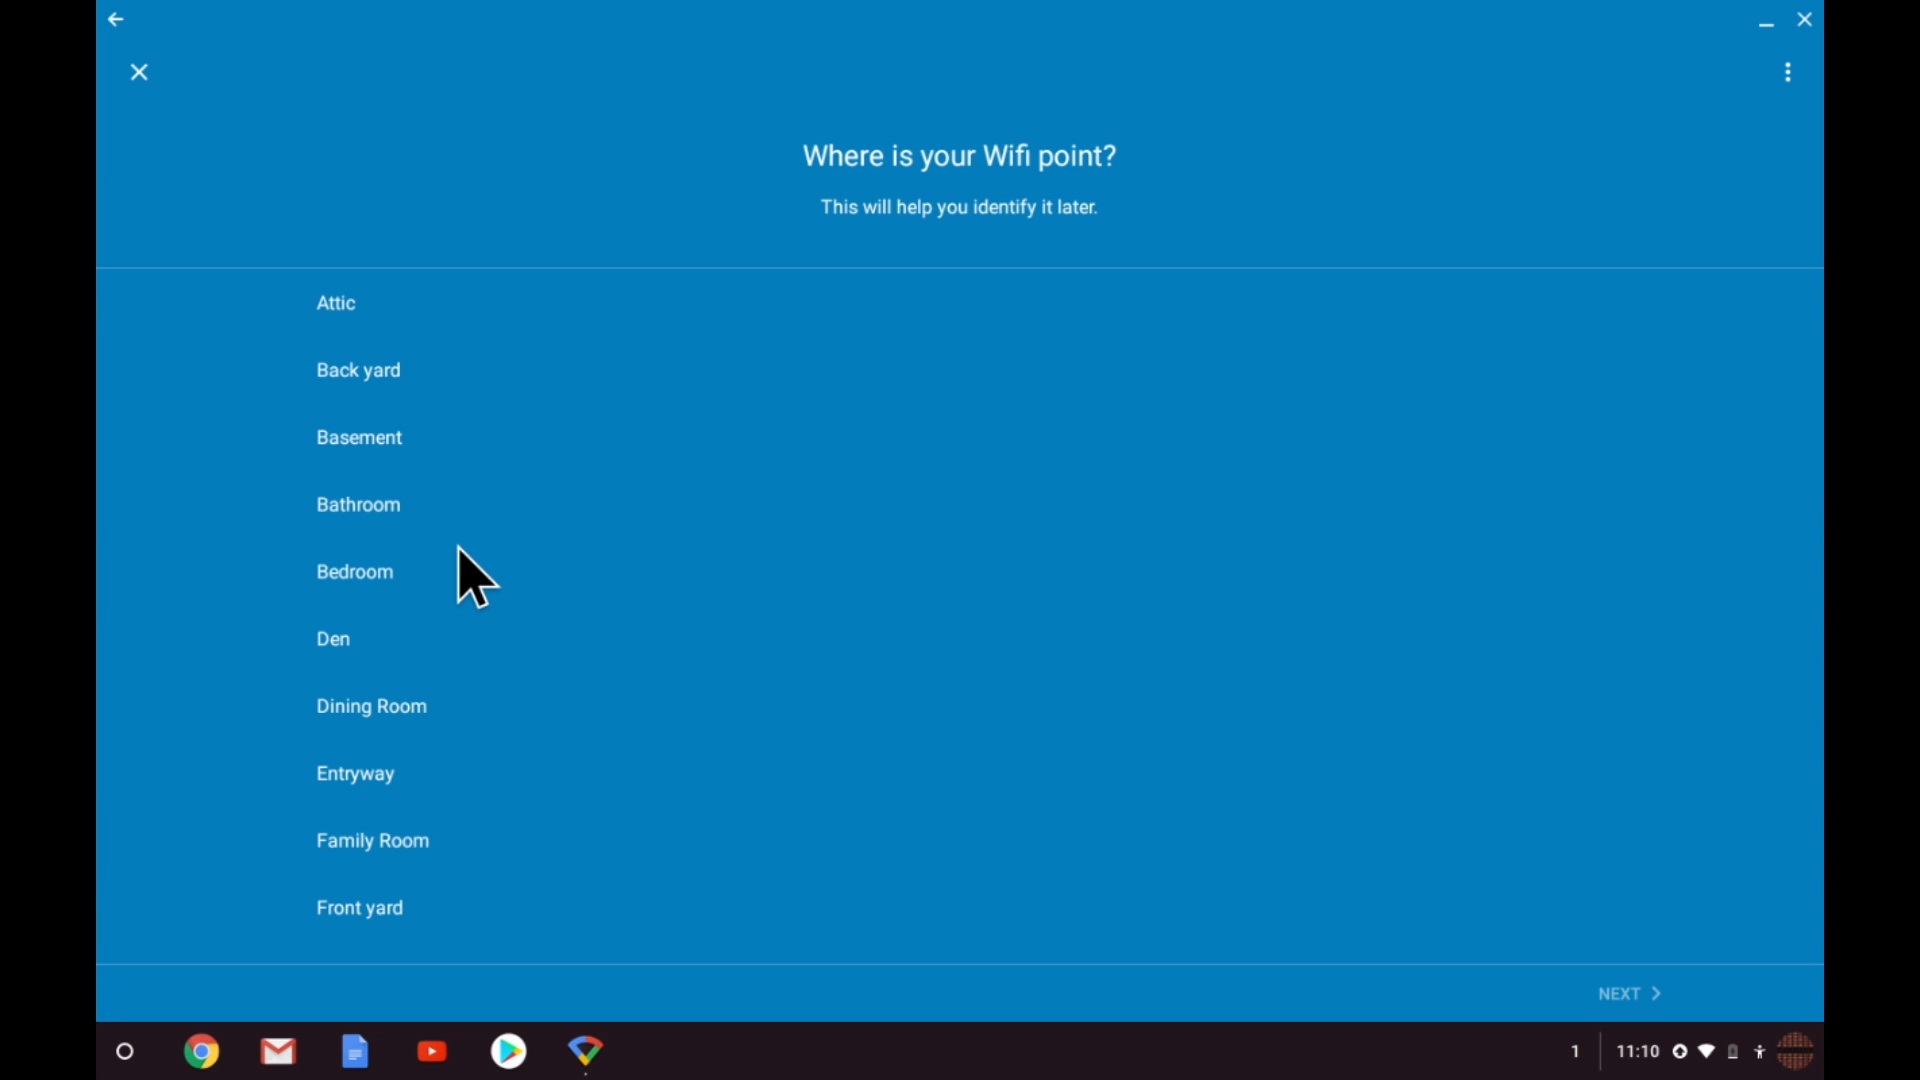 Where is your Wifi point?
This will help you identify it later.
Attic
Back yard
Basement
Bathroom
Bedroom
Den
Dining Room
Entryway
Family Room
Front yard
NEXT
1 11:10